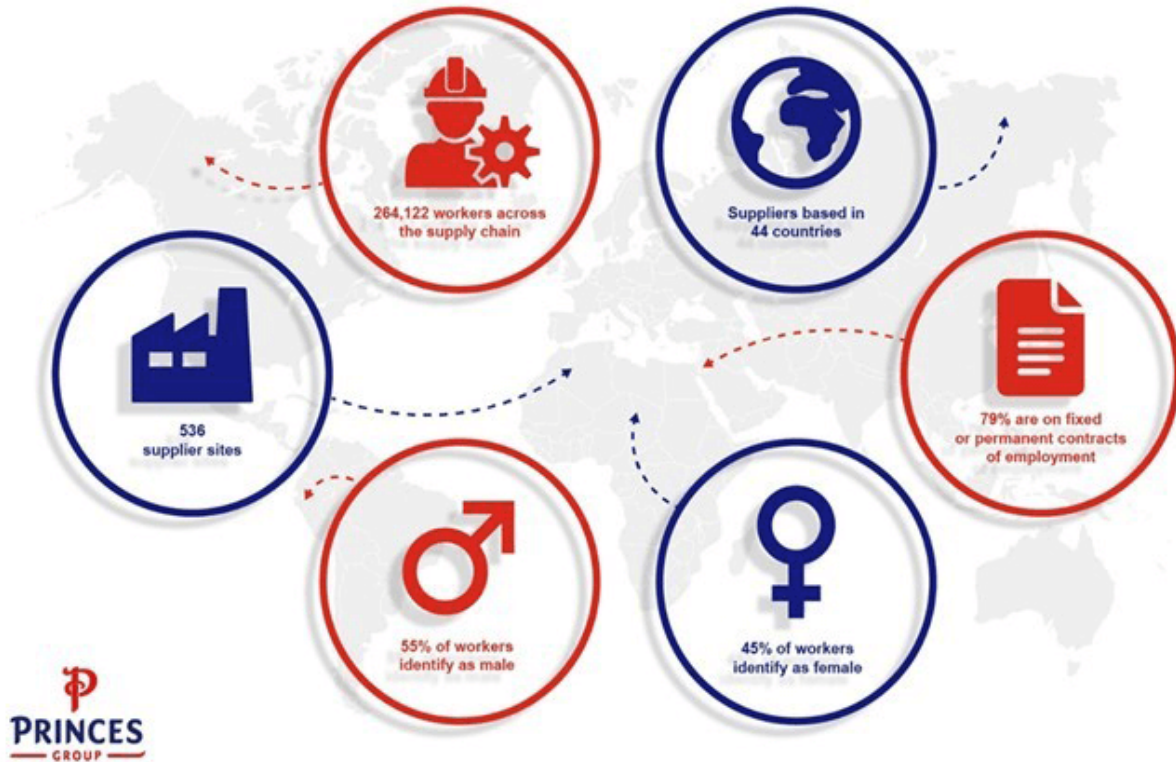 264,122 workers across
the supply chain
Suppliers based in
44 countries
536
supplier sites
79% are on fixed
or permanent contracts
of employment
55% of workers
identify as male
45% of workers
identify as female
P
PRINCES
GROUP